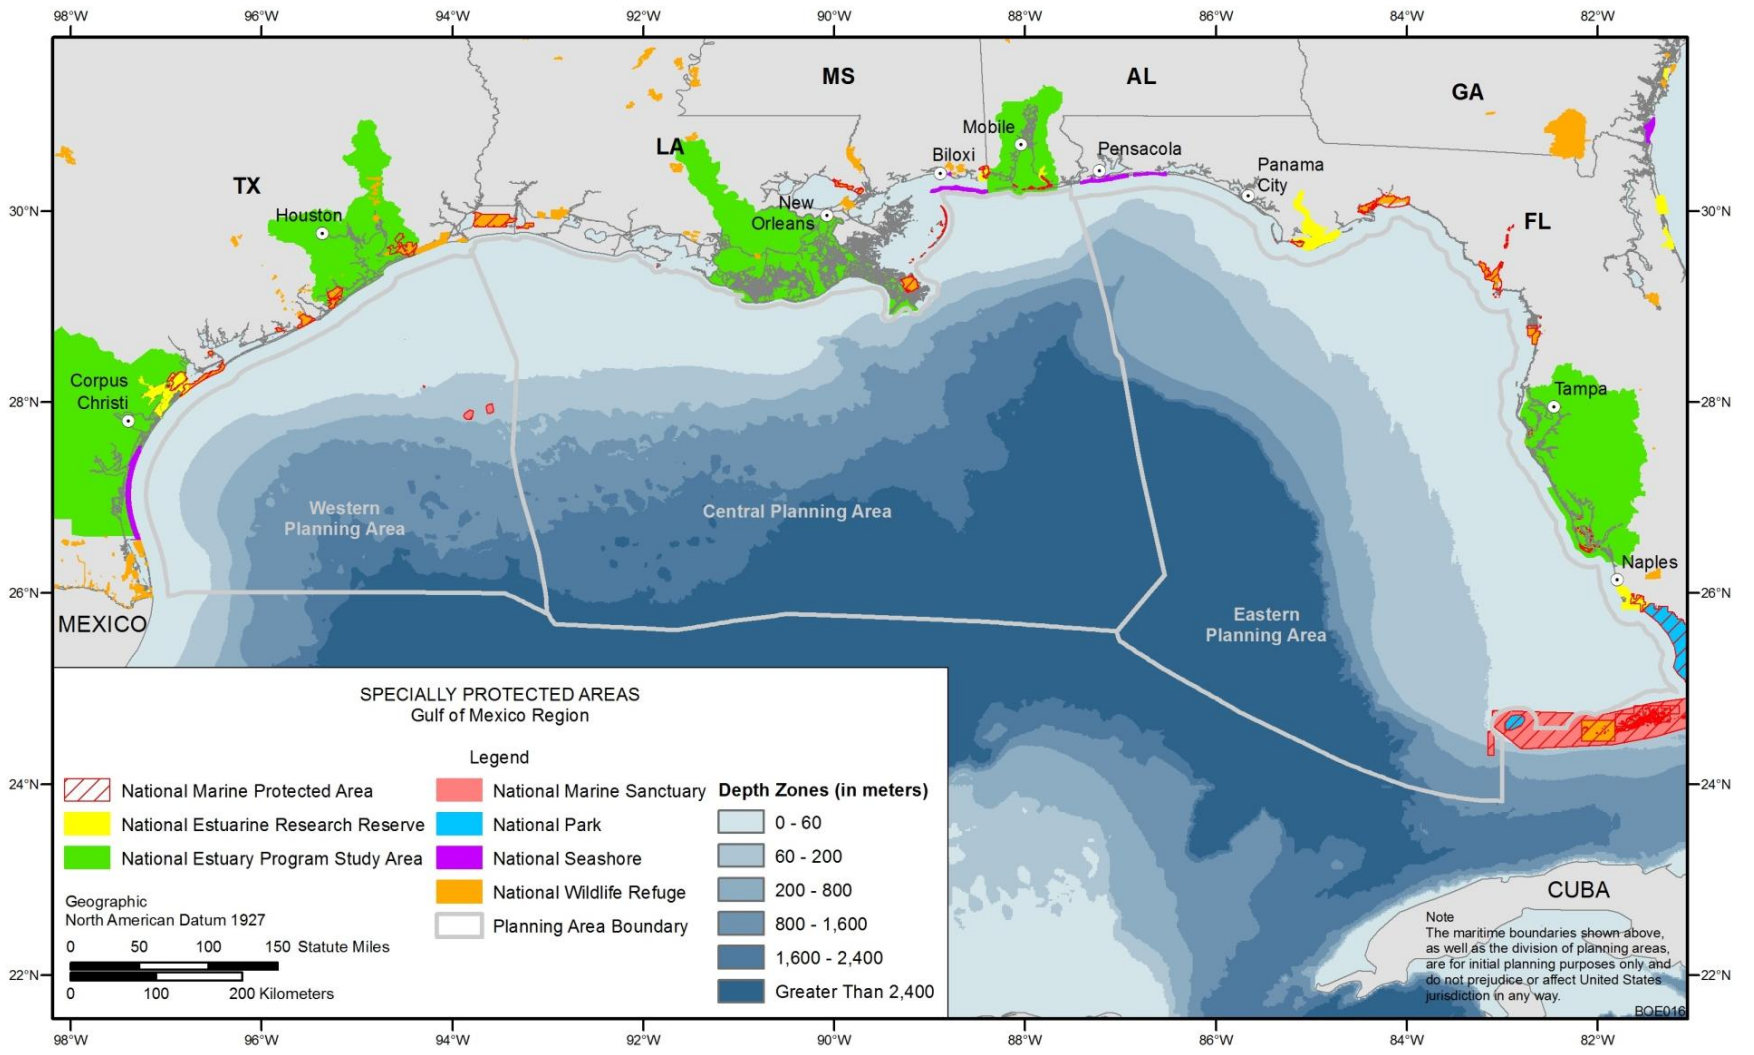 98°W 96°W 94°W 92°W 90°W 88°W 86°W 84°W 82°W
MS
AL
GA
LA
TX
FL
Mobile
Biloxi
Pensacola
Panama
City
Houston
New
Orleans
30°N
30°N
Corpus
Christi
Tampa
28°N
28°N
Western
Planning Area
Central Planning Area
Naples
26°N
26°N
MEXICO
Eastern
Planning Area
SPECIALLY PROTECTED AREAS
Gulf of Mexico Region
Legend
National Marine Protected Area
National Estuarine Research Reserve
National Estuary Program Study Area
National Marine Sanctuary
National Park
National Seashore
National Wildlife Refuge
Planning Area Boundary
Depth Zones (in meters)
0 - 60
60 - 200
200 - 800
800 - 1,600
1,600 - 2,400
Greater Than 2,400
Geographic
North American Datum 1927
0 50 100 150 Statute Miles
0 100 200 Kilometers
24°N
24°N
22°N
22°N
CUBA
Note
The maritime boundaries shown above,
as well as the division of planning areas,
are for initial planning purposes only and
do not prejudice or affect United States
jurisdiction in any way.
BOE016
98°W 96°W 94°W 92°W 90°W 88°W 86°W 84°W 82°W